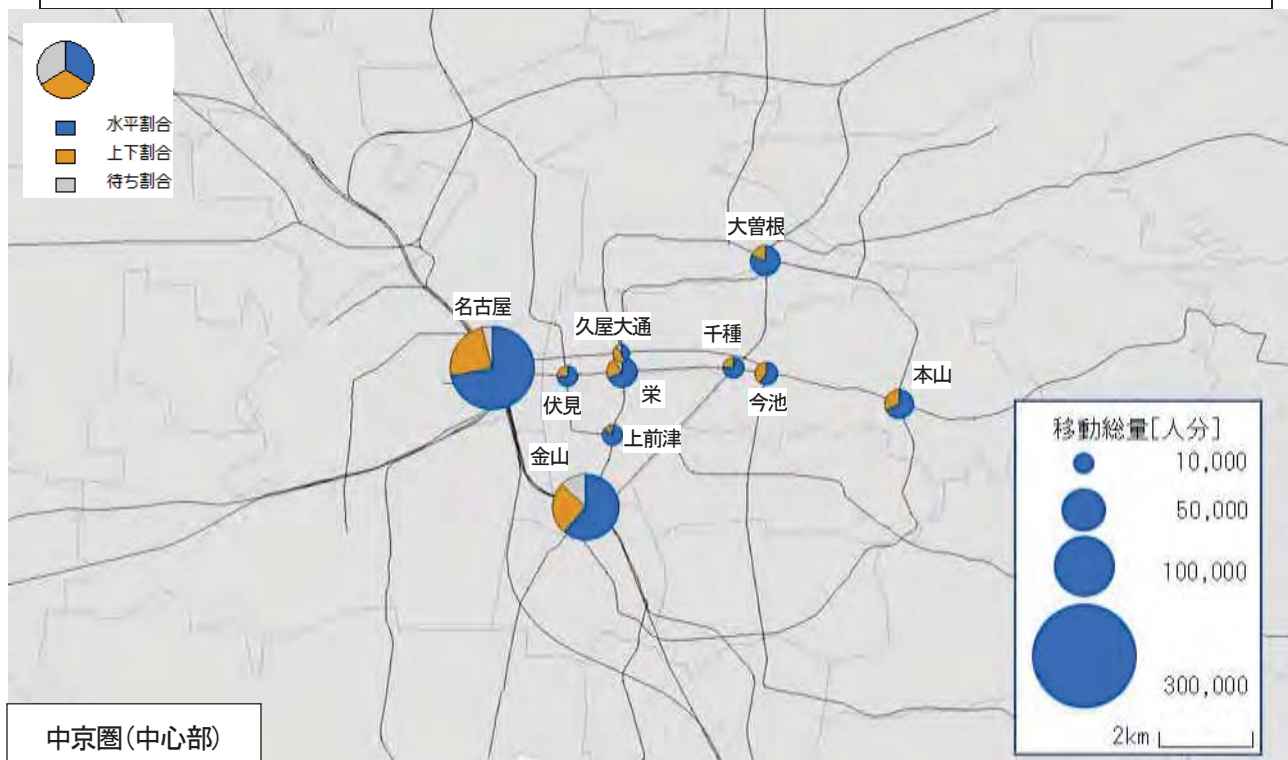 水平割合
上下割合
待ち割合
大曽根
名古屋
久屋大通
千種
本山
伏見
栄
今池
上前津
金山
移動総量[人分]
10,000
50,000
100,000
300,000
2km
中京圏(中心部)